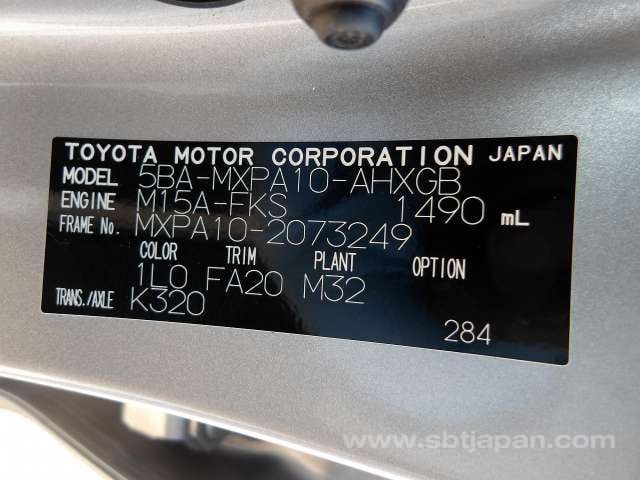 TOYOTA MOTOR CORPORATION JAPAN
MODEL 5BA-MXPA10-AHXGB
ENGINE M15A-FKS 1490 mL
FRAME No. MXPA10-2073249
COLOR TRIM PLANT OPTION
1L0 FA20 M32
TRANS./AXLE K320
284
www.sbtjapan.com